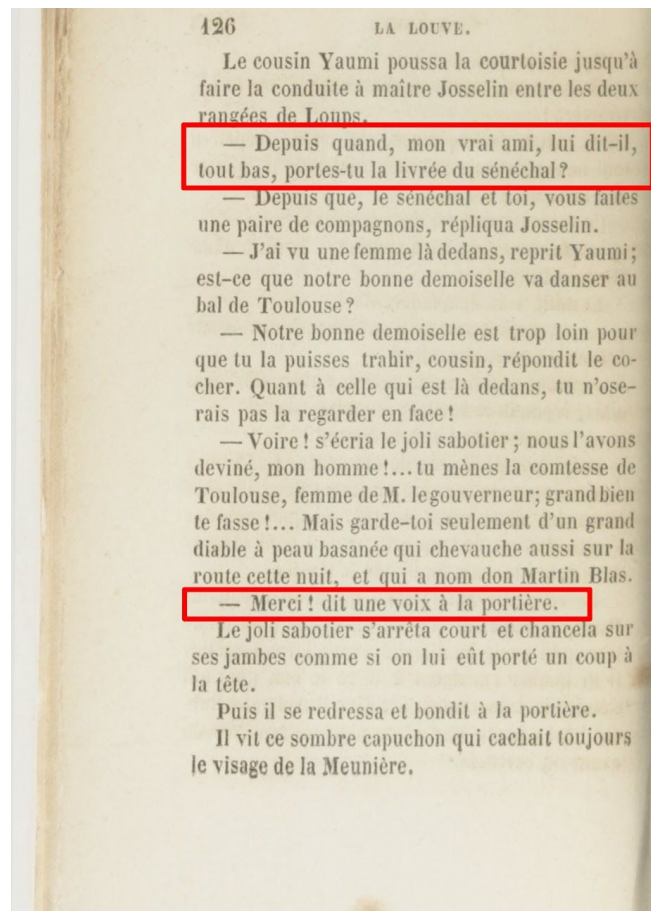 126 LA LOUVE.
Le cousin Yaumi poussa la courtoisie jusqu'à
faire la conduite à maître Josselin entre les deux
rangées de Loups.
— Depuis quand, mon vrai ami, lui dit-il,
tout bas, portes-tu la livrée du sénéchal?
— Depuis que, le sénéchal et toi, vous faites
une paire de compagnons, répliqua Josselin.
— J'ai vu une femme là dedans, reprit Yaumi;
est-ce que notre bonne demoiselle va danser au
bal de Toulouse?
— Notre bonne demoiselle est trop loin pour
que tu la puisses trahir, cousin, répondit le co-
cher. Quant à celle qui est là dedans, tu n'ose-
rais pas la regarder en face!
— Voire! s'écria le joli sabotier; nous l'avons
deviné, mon homme!... tu mènes la comtesse de
Toulouse, femme de M. le gouverneur; grand bien
te fasse!... Mais garde-toi seulement d'un grand
diable à peau basanée qui chevauche aussi sur la
route cette nuit, et qui a nom don Martin Blas.
— Merci! dit une voix à la portière.
Le joli sabotier s'arrêta court et chancela sur
ses jambes comme si on lui eût porté un coup à
la tête.
Puis il se redressa et bondit à la portière.
Il vit ce sombre capuchon qui cachait toujours
le visage de la Meunière.